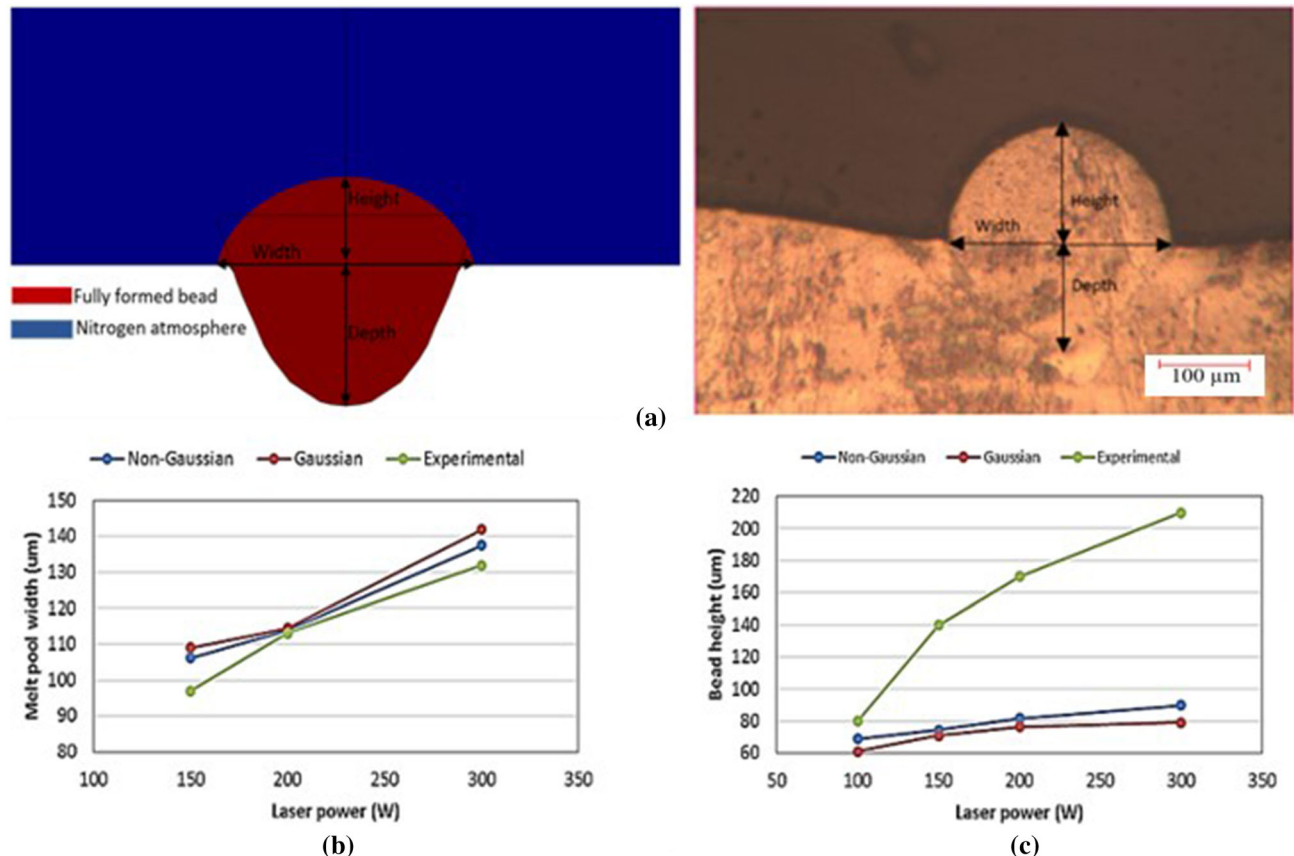 Height
Width
Depth
Fully formed bead
Nitrogen atmosphere
Height
Width
Depth
100 µm
(a)
Non-Gaussian Gaussian Experimental
Melt pool width (um)
150
140
130
120
110
100
90
80
100 150 200 250 300 350
Laser power (W)
(b)
Non-Gaussian Gaussian Experimental
Bead height (um)
220
200
180
160
140
120
100
80
60
50 100 150 200 250 300 350
Laser power (W)
(c)